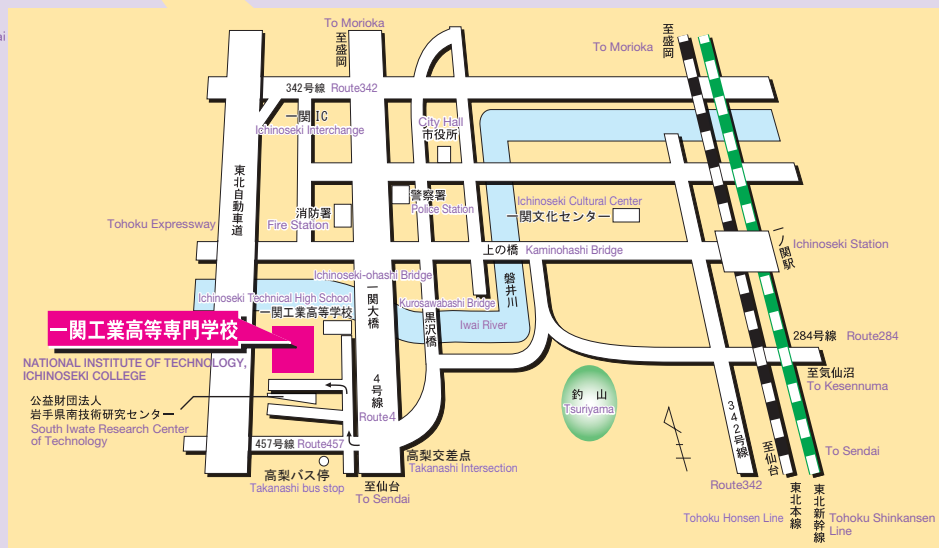 ai
To Morioka
至盛岡
To Morioka
至盛岡
342号線 Route342
一関IC
Ichinoseki Interchange
City Hall
市役所
東北自動車道
Tohoku Expressway
消防署
Fire Station
警察署
Police Station
Ichinoseki Cultural Center
一関文化センター
上の橋 Kaminohashi Bridge
一ノ関駅
Ichinoseki Station
Ichinoseki-ohashi Bridge
一関大橋
Ichinoseki Technical High School
一関工業高等学校
Kurosawabashi Bridge
黒沢橋
磐井川
Iwai River
一関工業高等専門学校
NATIONAL INSTITUTE OF TECHNOLOGY,
ICHINOSEKI COLLEGE
284号線 Route284
至気仙沼
To Kesennuma
公益財団法人
岩手県南技術研究センター
South Iwate Research Center
of Technology
4号線
Route4
釣 山
Tsuriyama
342号線
Route342
457号線 Route457
高梨バス停
Takanashi bus stop
高梨交差点
Takanashi Intersection
至仙台
To Sendai
至仙台
To Sendai
Tohoku Honsen Line
東北本線
東北新幹線
Tohoku Shinkansen
Line